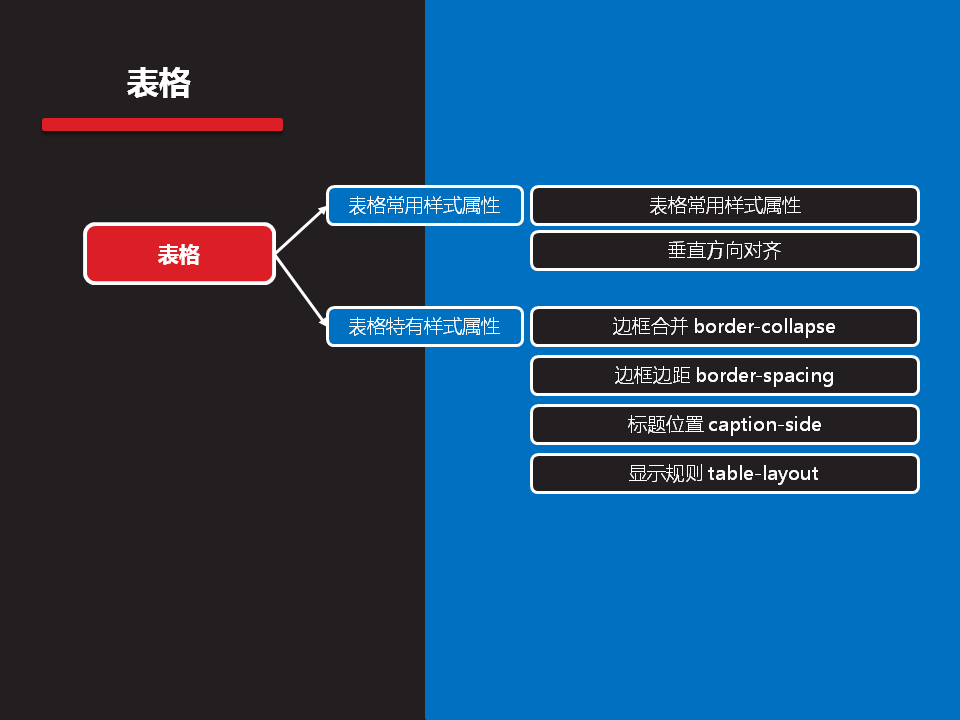 表格
表格
表格常用样式属性
表格常用样式属性
垂直方向对齐
表格特有样式属性
边框合并 border-collapse
边框边距 border-spacing
标题位置 caption-side
显示规则 table-layout